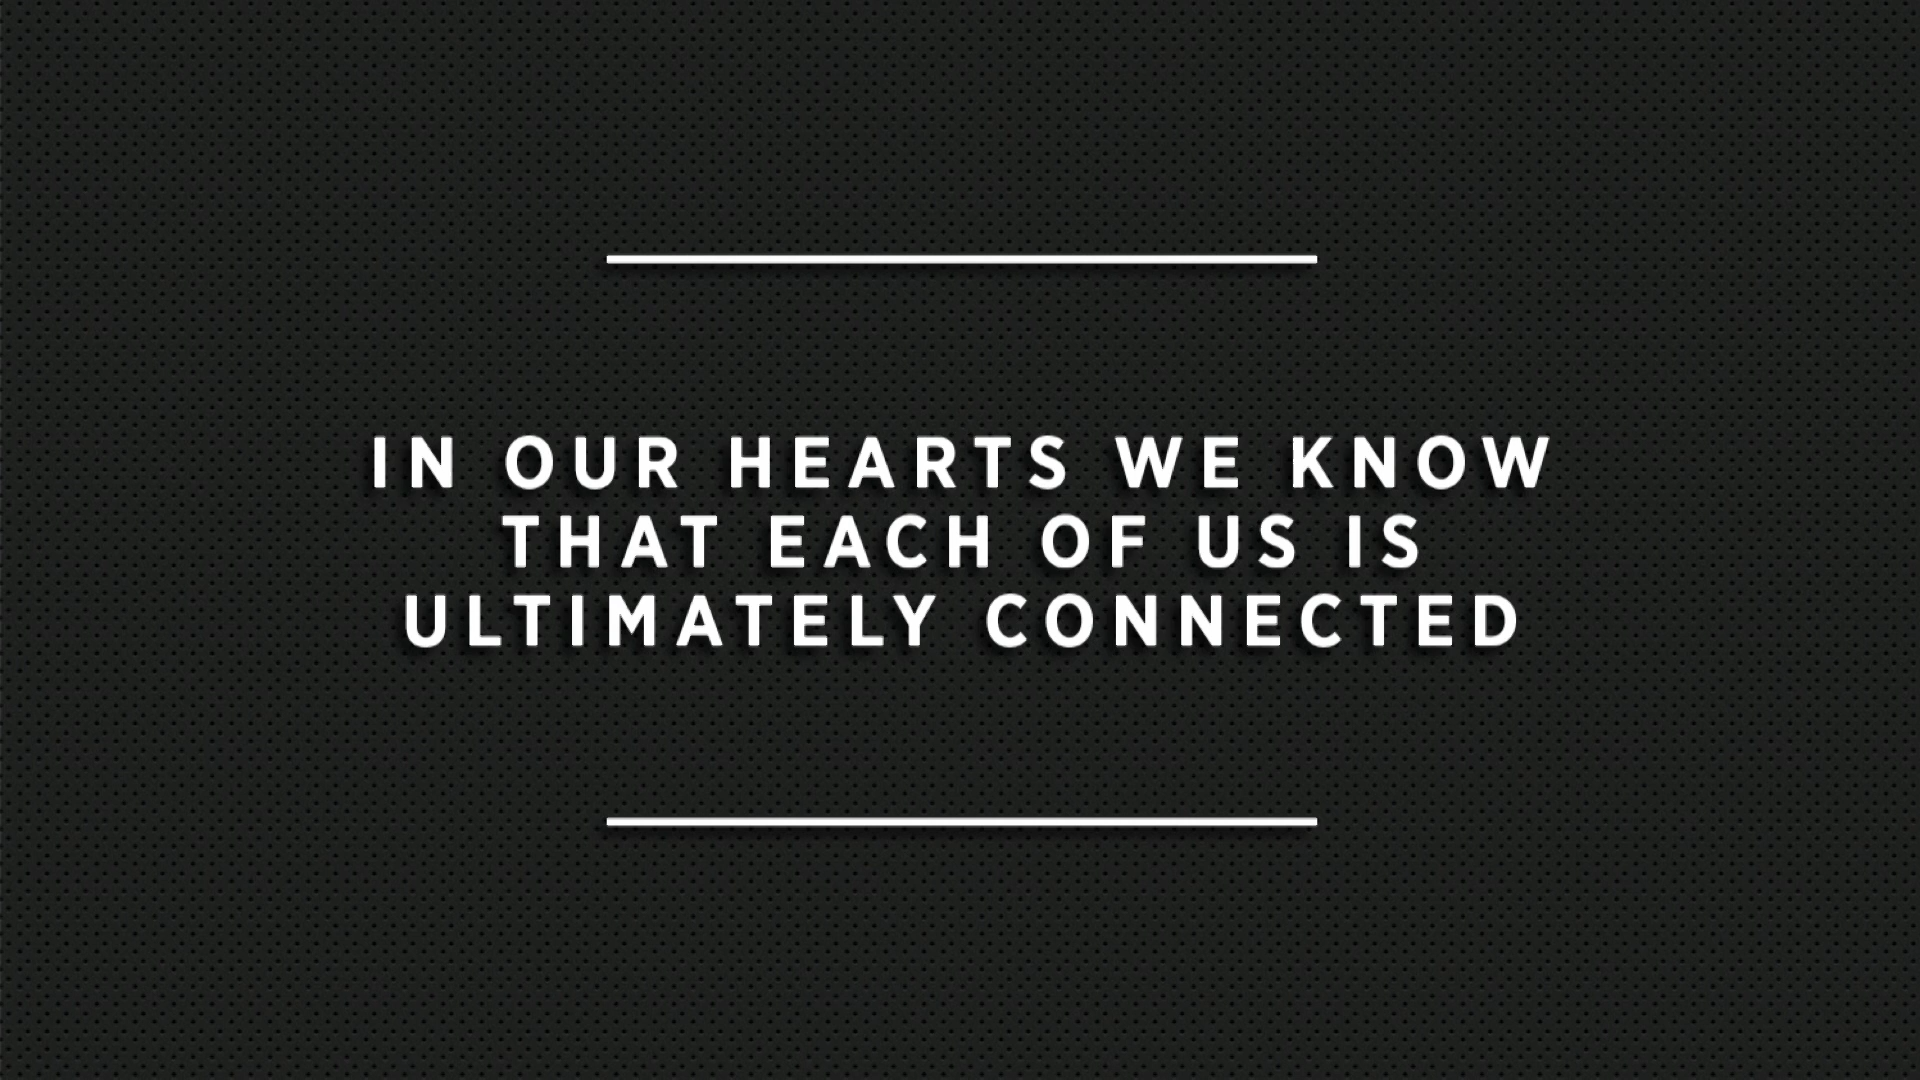 IN OUR HEARTS WE KNOW
THAT EACH OF US IS
ULTIMATELY CONNECTED